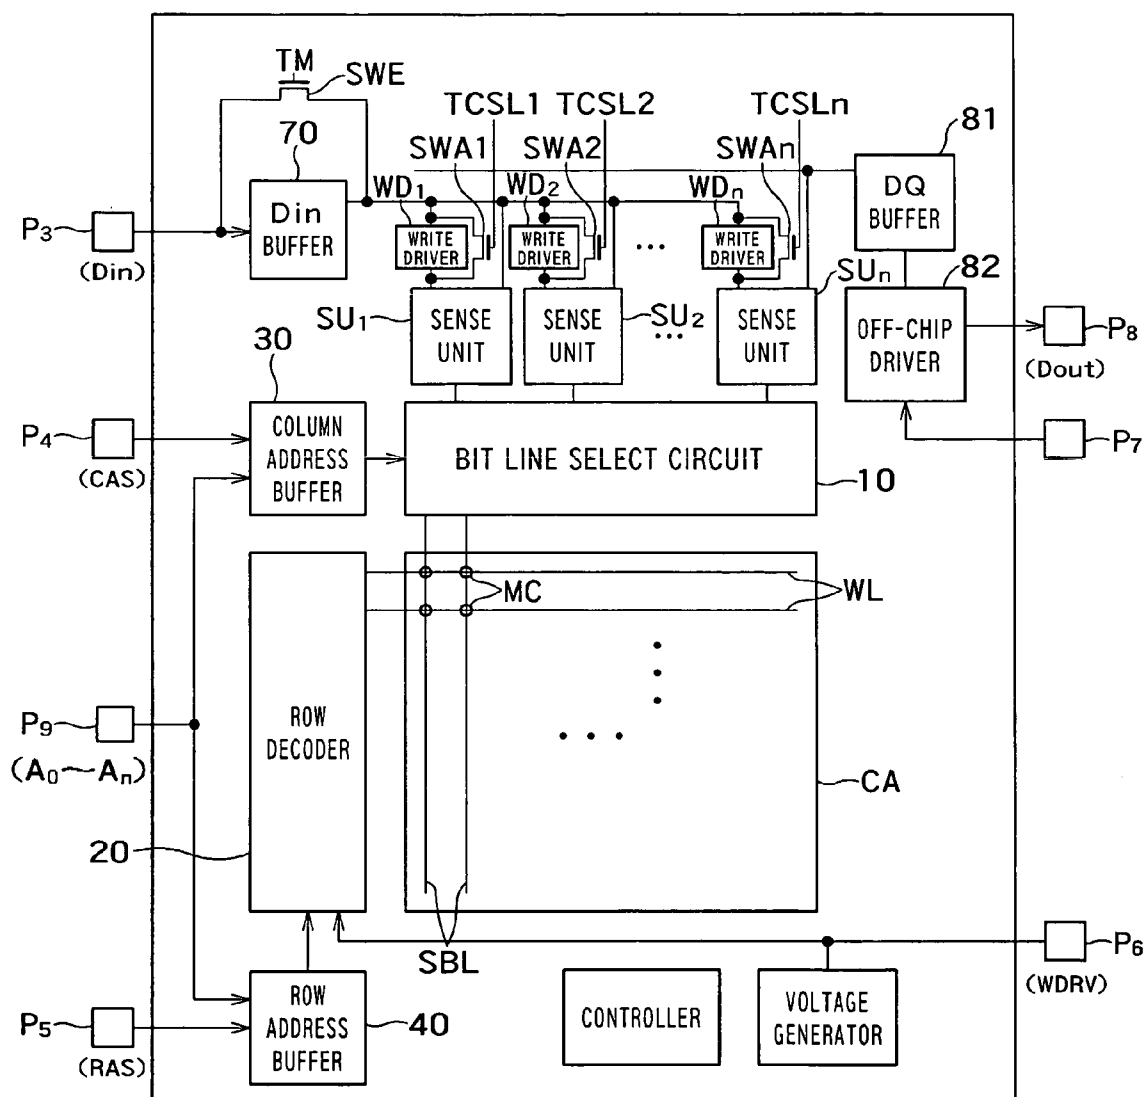 TM
SWE
TCSL1 TCSL2 TCSLn
70
81
SWA1 SWA2 SWAn
WD1 WD2 WDn
Din
BUFFER
DQ
BUFFER
P3
(Din)
WRITE
DRIVER
WRITE
DRIVER
...
WRITE
DRIVER
SU1
SU2
...
SUn
82
SENSE
UNIT
SENSE
UNIT
SENSE
UNIT
OFF-CHIP
DRIVER
P8
(Dout)
30
P4
(CAS)
COLUMN
ADDRESS
BUFFER
BIT LINE SELECT CIRCUIT
10
P7
MC
WL
P9
(A0~An)
ROW
DECODER
CA
20
SBL
P6
(WDRV)
P5
(RAS)
ROW
ADDRESS
BUFFER
40
CONTROLLER
VOLTAGE
GENERATOR